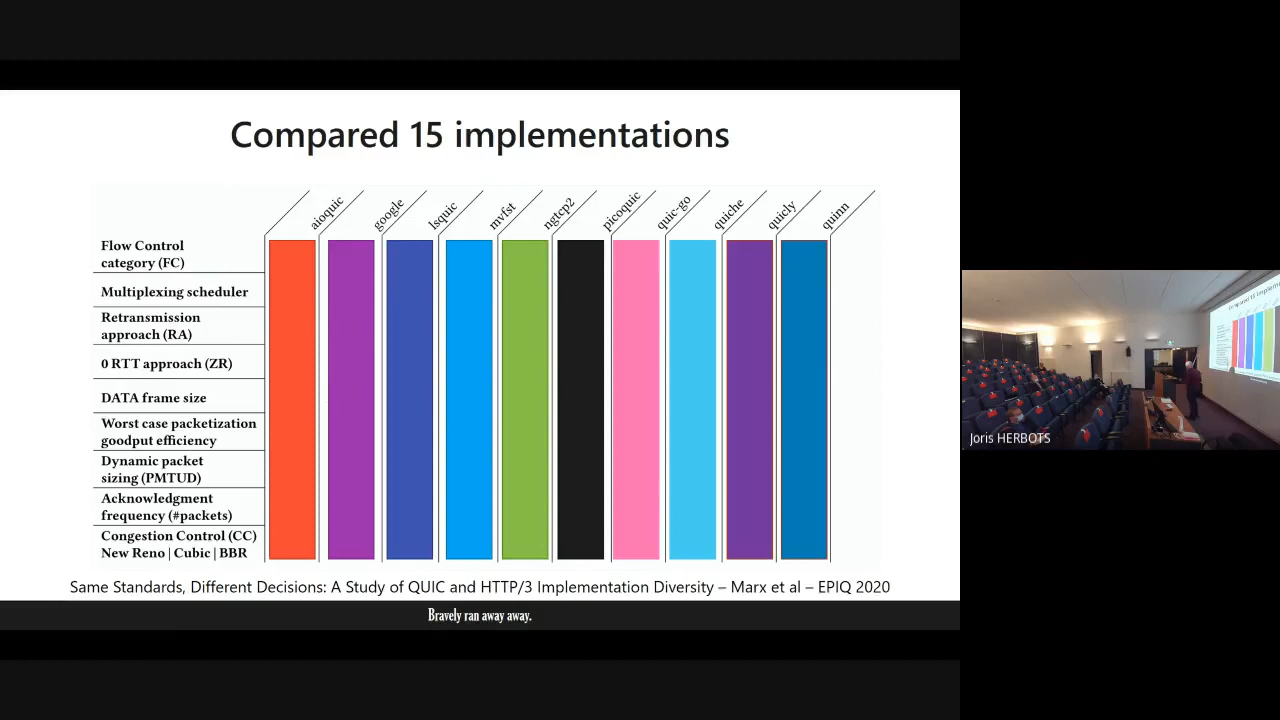 Compared 15 implementations
aioquic
google
lsquic
mvfst
ngtcp2
picoquic
quic-go
quiche
quicly
quinn
Flow Control
category (FC)
Multiplexing scheduler
Retransmission
approach (RA)
0 RTT approach (ZR)
DATA frame size
Worst case packetization
goodput efficiency
Dynamic packet
sizing (PMTUD)
Acknowledgment
frequency (#packets)
Congestion Control (CC)
New Reno | Cubic | BBR
Same Standards, Different Decisions: A Study of QUIC and HTTP/3 Implementation Diversity – Marx et al – EPIQ 2020
Bravely ran away away.
Joris HERBOTS